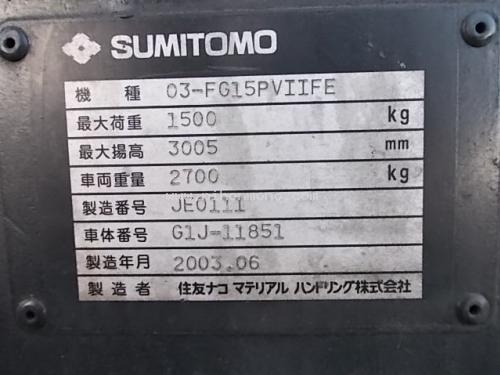 SUMITOMO
機種 03-FG15PVIIFE
最大荷重 1500 kg
最大揚高 3005 mm
車両重量 2700 kg
製造番号 JE0111
車体番号 G1J-11851
製造年月 2003.06
製造者 住友ナコ マテリアル ハンドリング株式会社